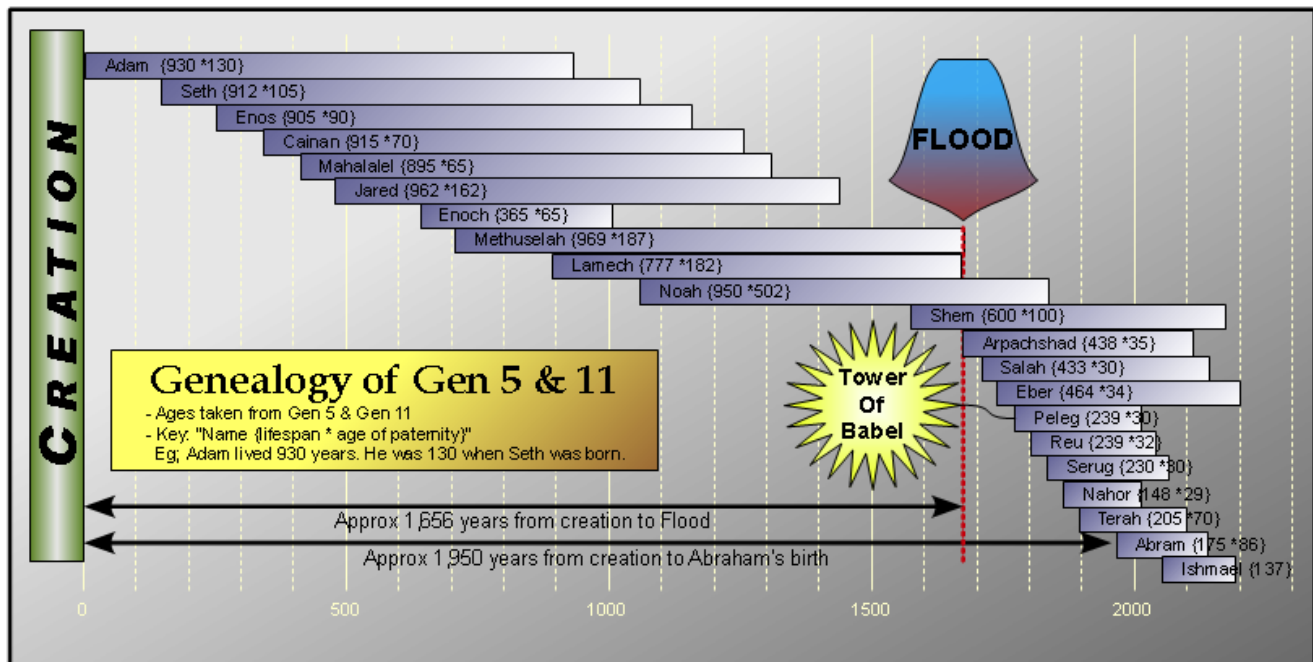 CREATION
Adam {930 *130}
Seth {912 *105}
Enos {905 *90}
Cainan {915 *70}
Mahalalel {895 *65}
Jared {962 *162}
Enoch {365 *65}
Methuselah {969 *187}
Lamech {777 *182}
Noah {950 *502}
Shem {600 *100}
Arpachshad {438 *35}
Salah {433 *30}
Eber {464 *34}
Peleg {239 *30}
Reu {239 *32}
Serug {230 *30}
Nahor {148 *29}
Terah {205 *70}
Abram {175 *86}
Ishmael {137}
FLOOD
Tower
Of
Babel
Genealogy of Gen 5 & 11
- Ages taken from Gen 5 & Gen 11
- Key: "Name {lifespan * age of paternity}"
Eg; Adam lived 930 years. He was 130 when Seth was born.
Approx 1,656 years from creation to Flood
Approx 1,950 years from creation to Abraham's birth
0
500
1000
1500
2000